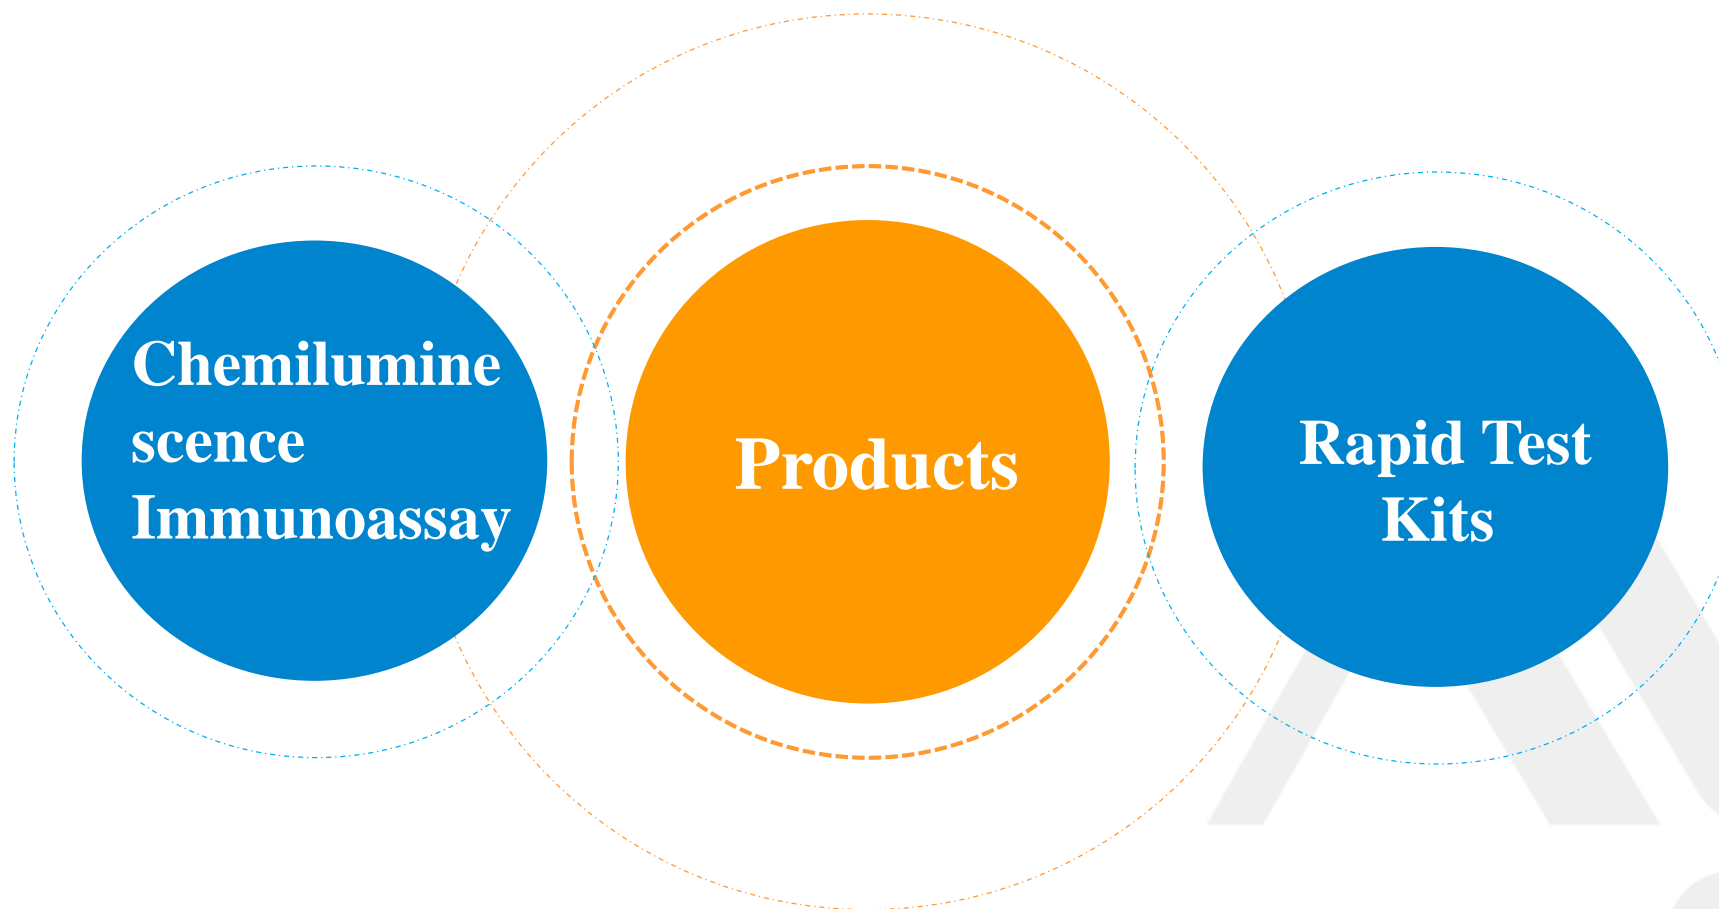 Chemilumine
scence
Immunoassay
Products
Rapid Test
Kits